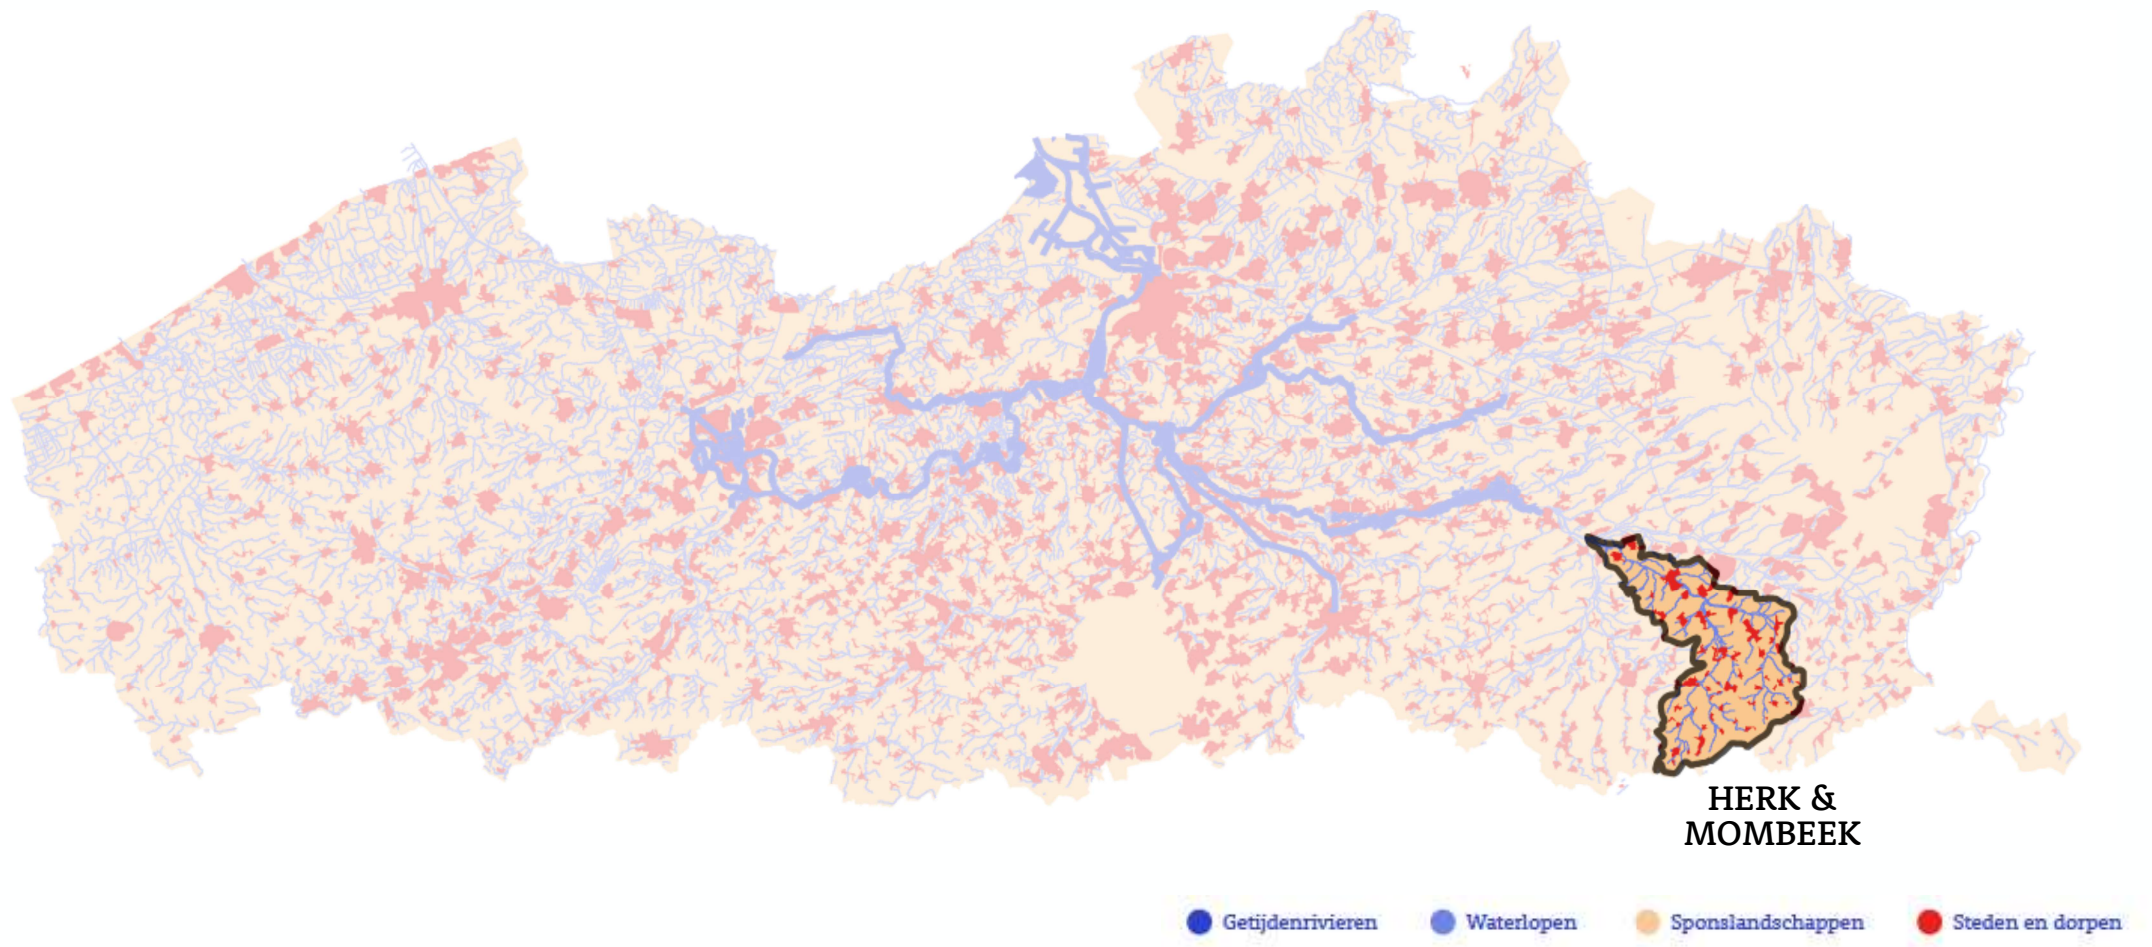 HERK &
MOMBEEK
Getijdenrivieren
Waterlopen
Sponslandschappen
Steden en dorpen